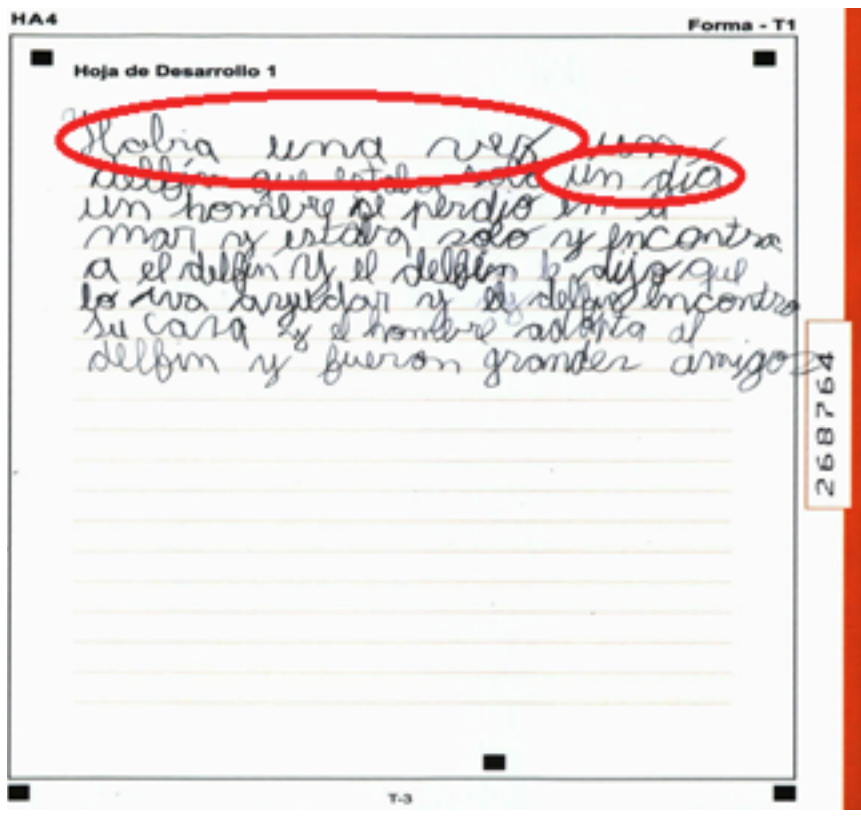 HA4
Forma - T1
Hoja de Desarrollo 1
Habia una vez un
delfin que estaba solo un día
un hombre se perdio en a
mar y estaba solo y encontra
a el delfin y el delfin le dijo que
lo iva ayudar y el delfin encontro
su casa y el hombre adopta al
delfin y fueron grandes amigos
268764
T-3